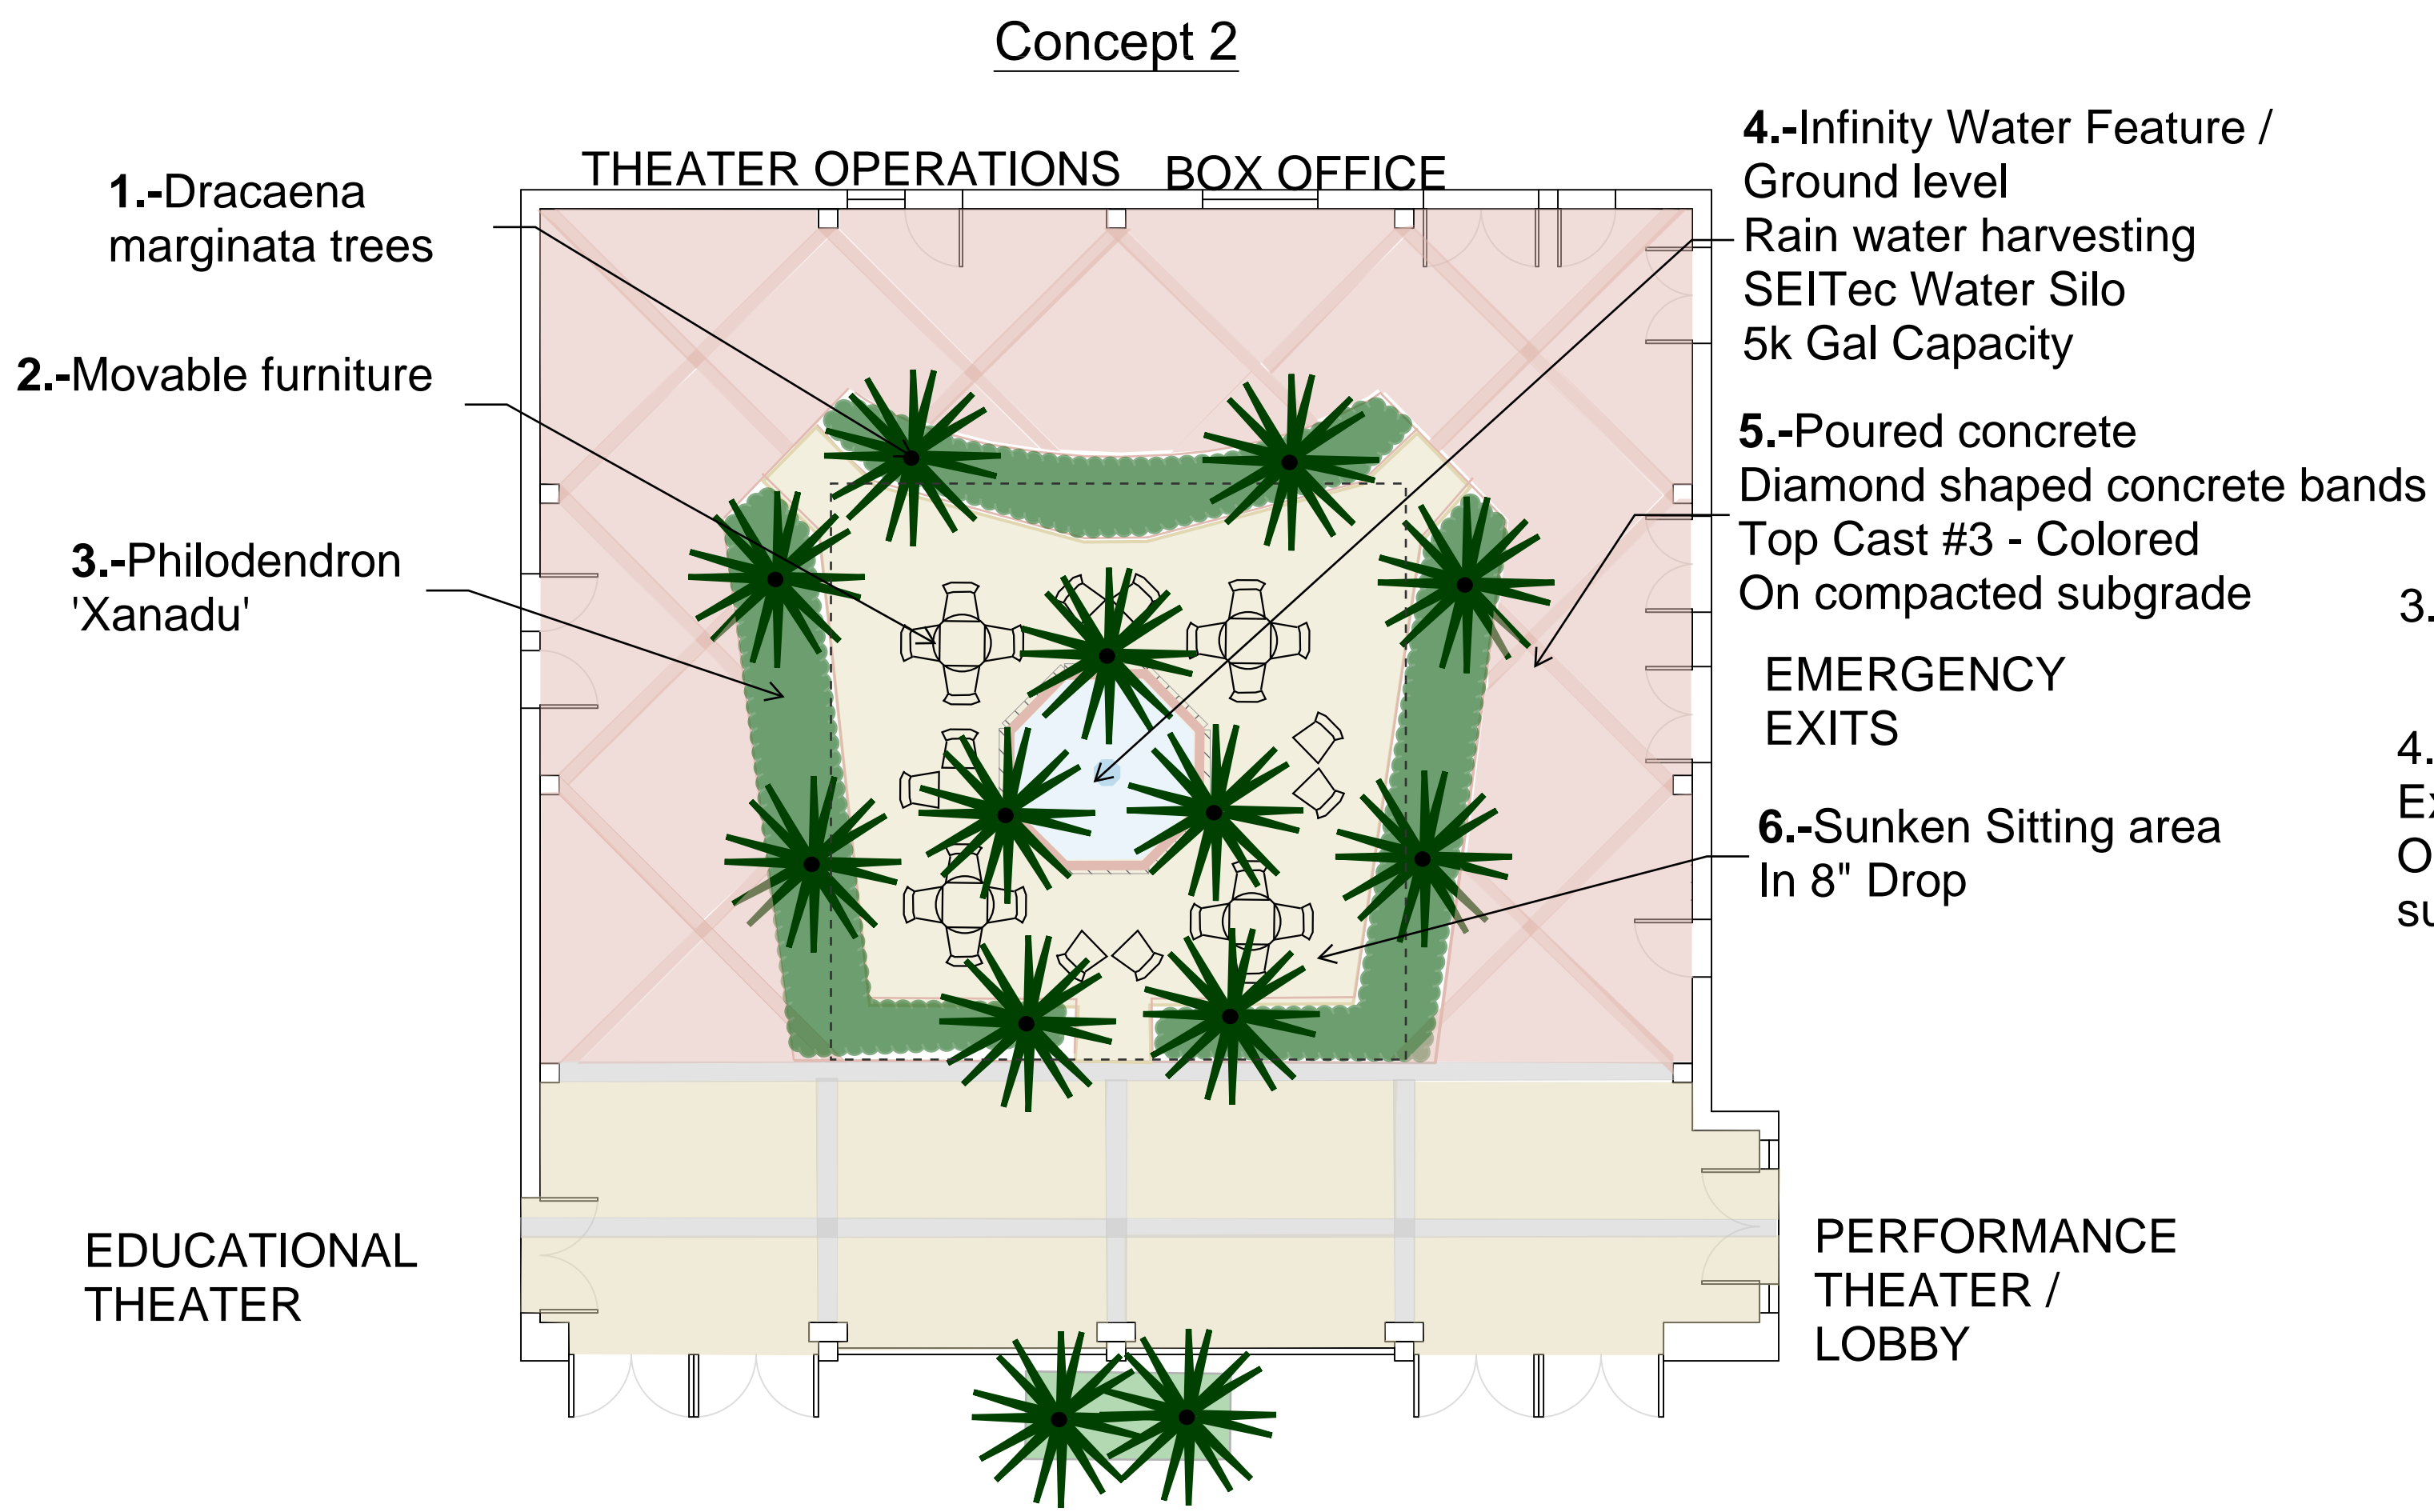 Concept 2
THEATER OPERATIONS
BOX OFFICE
1.-Dracaena
marginata trees
2.-Movable furniture
3.-Philodendron
'Xanadu'
4.-Infinity Water Feature /
Ground level
Rain water harvesting
SEITec Water Silo
5k Gal Capacity
5.-Poured concrete
Diamond shaped concrete bands
Top Cast #3 - Colored
On compacted subgrade
EMERGENCY
EXITS
6.-Sunken Sitting area
In 8" Drop
EDUCATIONAL
THEATER
PERFORMANCE
THEATER /
LOBBY
3.
4.